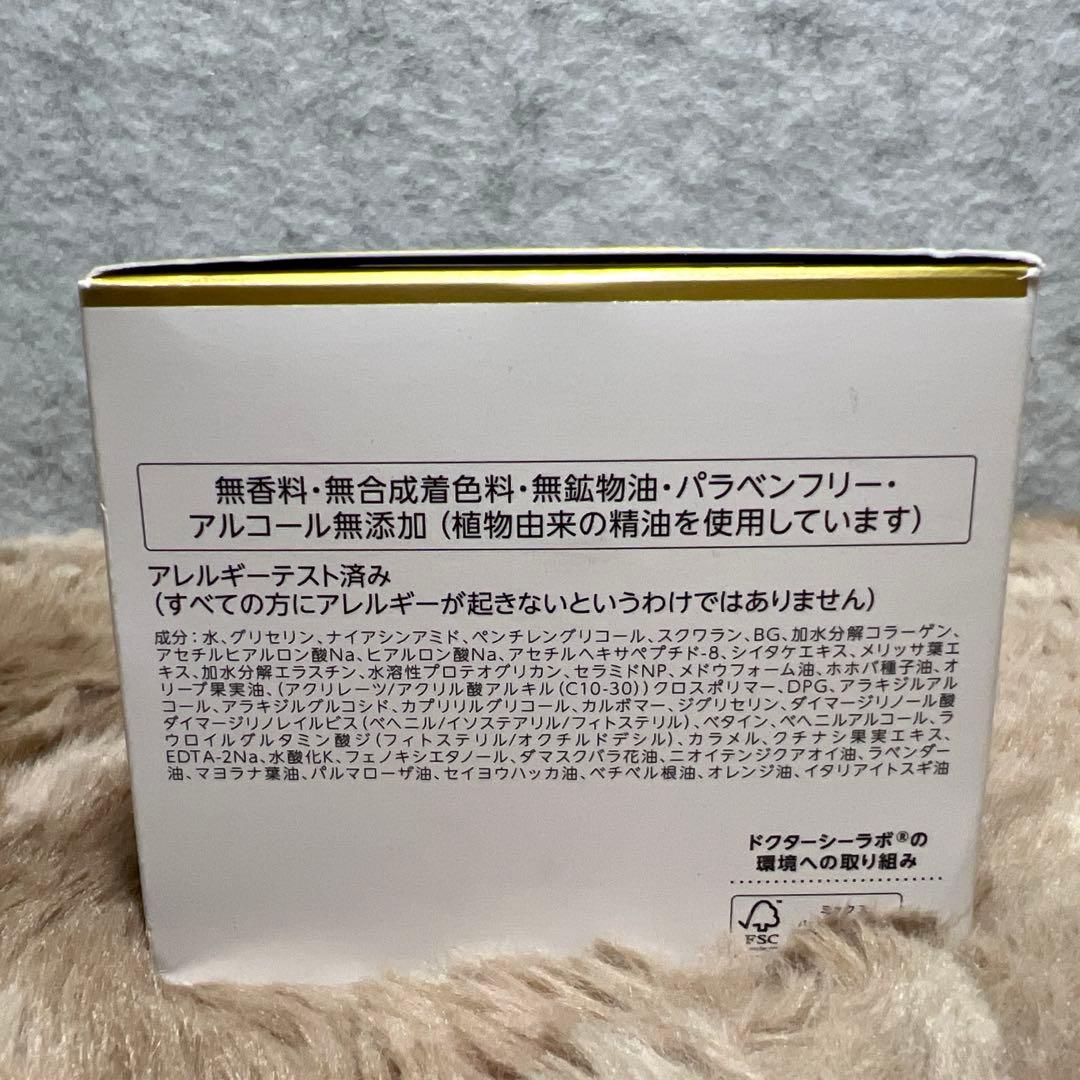 無香料・無合成着色料・無鉱物油・パラベンフリー・
アルコール無添加（植物由来の精油を使用しています）
アレルギーテスト済み
（すべての方にアレルギーが起きないというわけではありません）
成分：水、グリセリン、ナイアシンアミド、ペンチレングリコール、スクワラン、BG、加水分解コラーゲン、
アセチルヒアルロン酸Na、ヒアルロン酸Na、アセチルヘキサペプチド-8、シイタケエキス、メリッサ葉エ
キス、加水分解エラスチン、水溶性プロテオグリカン、セラミドNP、メドウフォーム油、ホホバ種子油、オ
リーブ果実油、（アクリレーツ/アクリル酸アルキル（C10-30））クロスポリマー、DPG、アラキジルアル
コール、アラキジルグルコシド、カプリリルグリコール、カルボマー、ジグリセリン、ダイマージリノール酸
ダイマージリノレイルビス（ベヘニル/イソステアリル/フィトステリル）、ベタイン、ベヘニルアルコール、ラ
ウロイルグルタミン酸ジ（フィトステリル/オクチルドデシル）、カラメル、クチナシ果実エキス、
EDTA-2Na、水酸化K、フェノキシエタノール、ダマスクバラ花油、ニオイテンジクアオイ油、ラベンダー
油、マヨラナ葉油、パルマローザ油、セイヨウハッカ油、ベチベル根油、オレンジ油、イタリアイトスギ油
ドクターシーラボ®の
環境への取り組み
ミックス
FSC